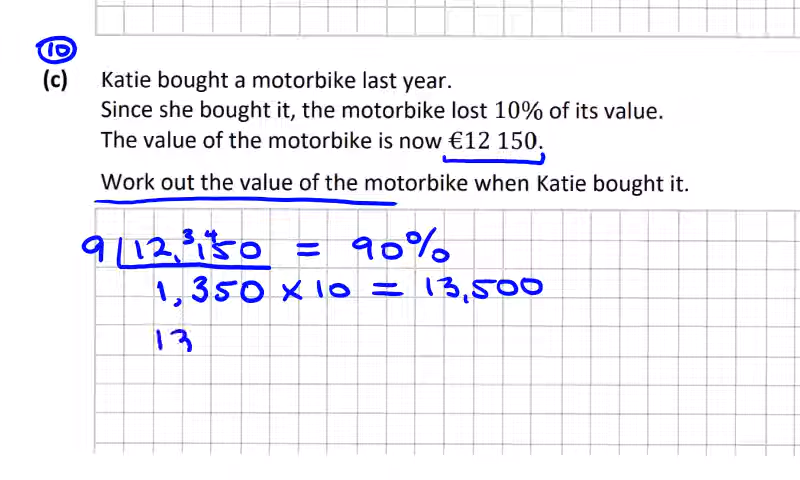 10
(c) Katie bought a motorbike last year.
Since she bought it, the motorbike lost 10% of its value.
The value of the motorbike is now €12 150.
Work out the value of the motorbike when Katie bought it.
9 12,³1⁴50 = 90%
1,350 × 10 = 13,500
13